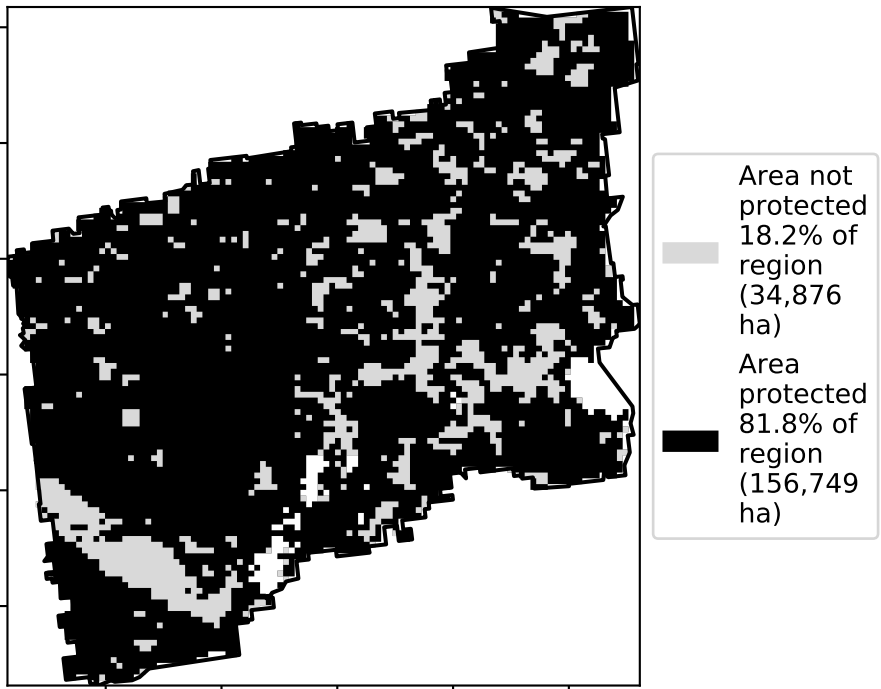 Area not
protected
18.2% of
region
(34,876
ha)
Area
protected
81.8% of
region
(156,749
ha)